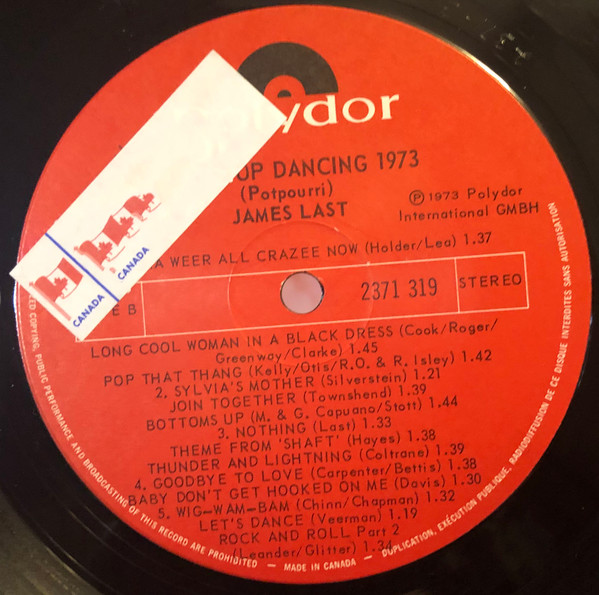 lydor
UP DANCING 1973
(Potpourri)
JAMES LAST
℗ 1973 Polydor
International GMBH
A WEER ALL CRAZEE NOW (Holder/Lea) 1.37
E B
2371 319
STEREO
LONG COOL WOMAN IN A BLACK DRESS (Cook/Roger/
Greenway/Clarke) 1.45
POP THAT THANG (Kelly/Otis/R.O. & R. Isley) 1.42
2. SYLVIA'S MOTHER (Silverstein) 1.21
JOIN TOGETHER (Townshend) 1.39
BOTTOMS UP (M. & G. Capuano/Stott) 1.44
3. NOTHING (Last) 1.33
THEME FROM 'SHAFT' (Hayes) 1.38
THUNDER AND LIGHTNING (Coltrane) 1.39
4. GOODBYE TO LOVE (Carpenter/Bettis) 1.38
BABY DON'T GET HOOKED ON ME (Davis) 1.30
5. WIG-WAM-BAM (Chinn/Chapman) 1.32
LET'S DANCE (Veerman) 1.19
ROCK AND ROLL Part 2
(Leander/Glitter) 1.34
COPYING, PUBLIC PERFORMANCE AND BROADCASTING OF THIS RECORD ARE PROHIBITED — MADE IN CANADA — DUPLICATION, EXÉCUTION PUBLIQUE, RADIODIFFUSION DE CE DISQUE INTERDITES SANS AUTORISATION
CANADA
CANADA